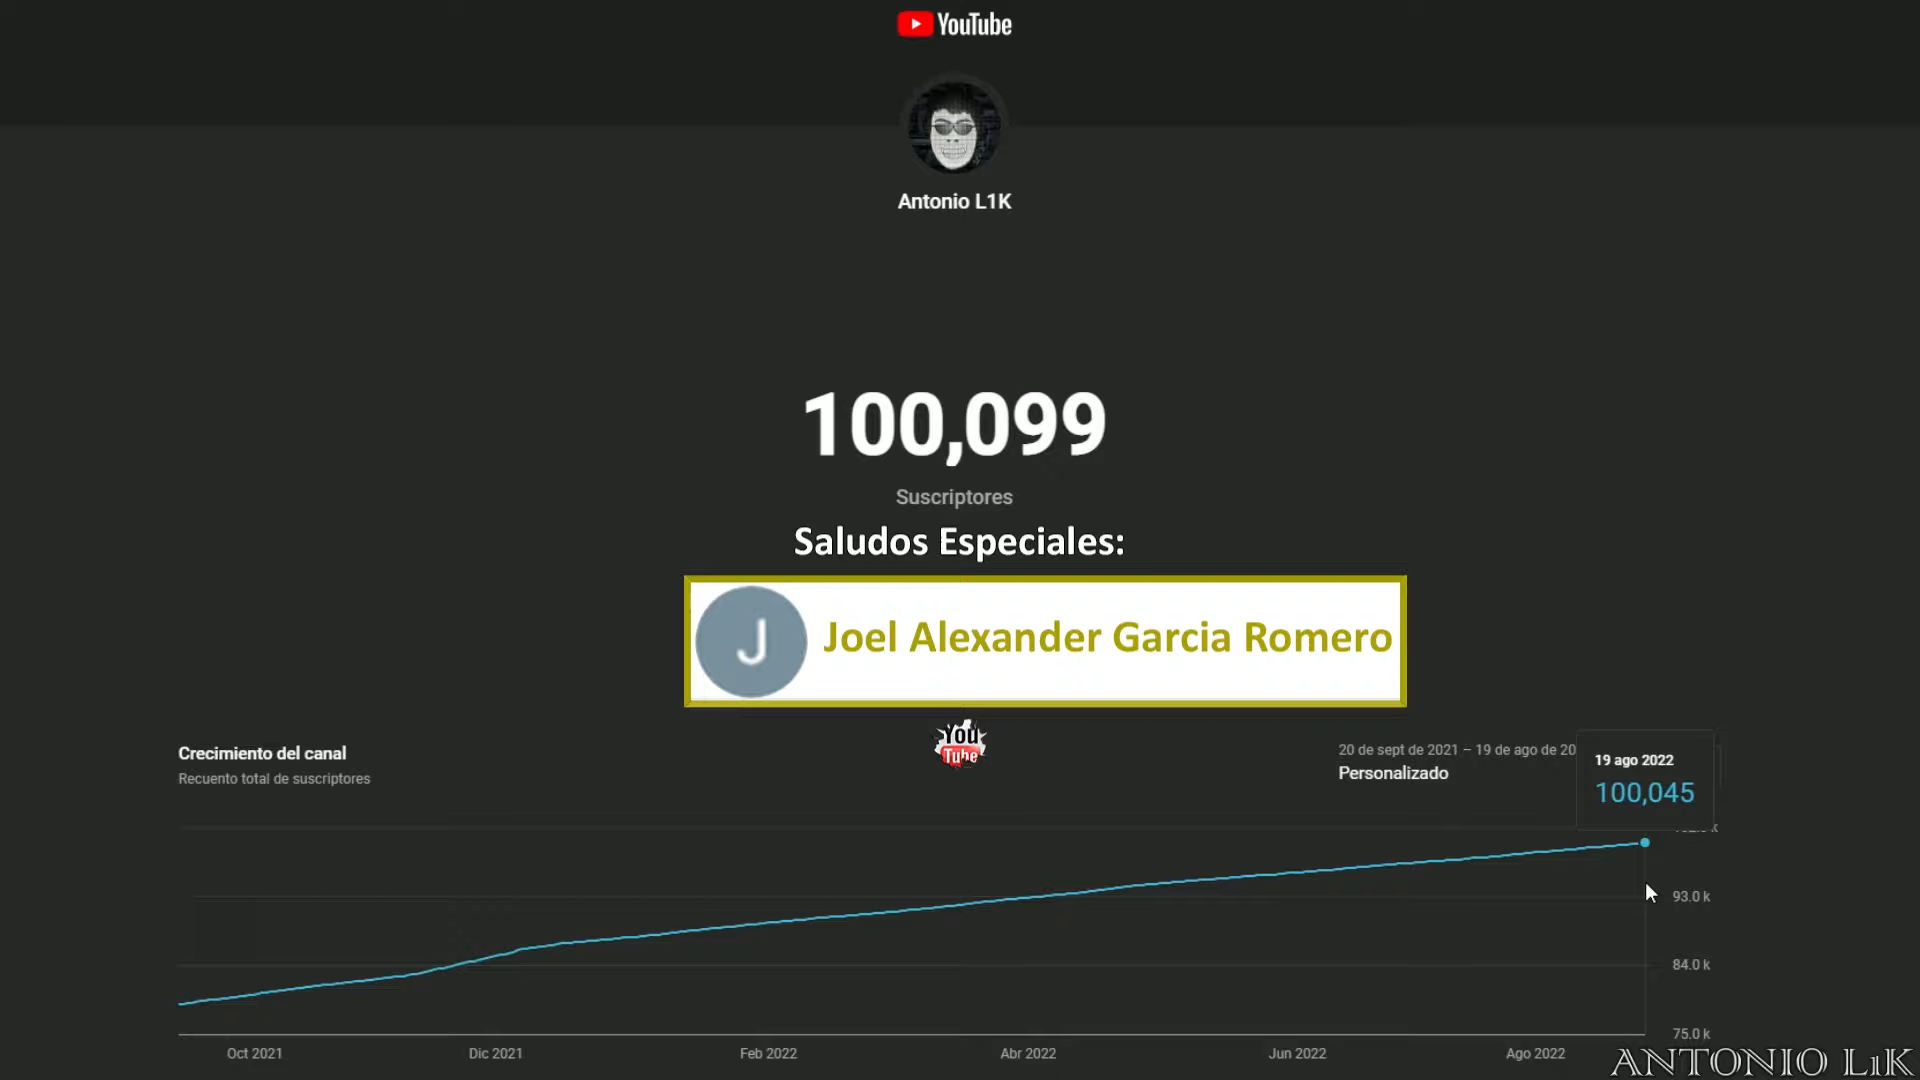 YouTube
Antonio L1K
100,099
Suscriptores
Saludos Especiales:
J
Joel Alexander Garcia Romero
You
Tube
Crecimiento del canal
Recuento total de suscriptores
20 de sept de 2021 – 19 de ago de 20
Personalizado
19 ago 2022
100,045
93.0 k
84.0 k
75.0 k
Oct 2021
Dic 2021
Feb 2022
Abr 2022
Jun 2022
Ago 2022
ANTONIO L1K